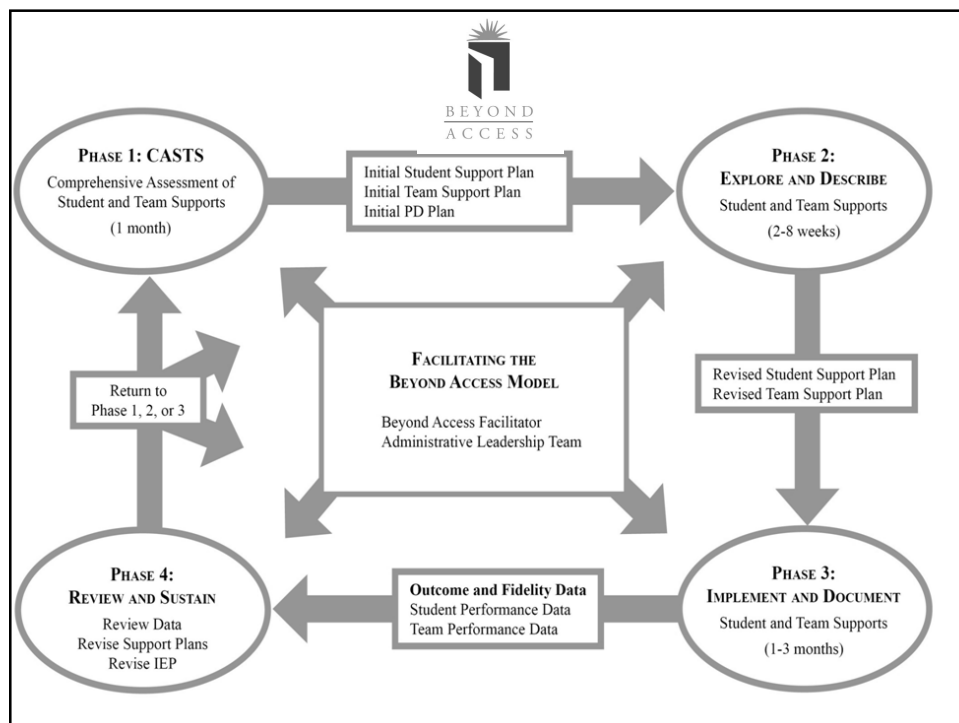 BEYOND
ACCESS
PHASE 1: CASTS
Comprehensive Assessment of
Student and Team Supports
(1 month)
Initial Student Support Plan
Initial Team Support Plan
Initial PD Plan
PHASE 2:
EXPLORE AND DESCRIBE
Student and Team Supports
(2-8 weeks)
FACILITATING THE
BEYOND ACCESS MODEL
Beyond Access Facilitator
Administrative Leadership Team
Revised Student Support Plan
Revised Team Support Plan
Return to
Phase 1, 2, or 3
PHASE 3:
IMPLEMENT AND DOCUMENT
Student and Team Supports
(1-3 months)
Outcome and Fidelity Data
Student Performance Data
Team Performance Data
PHASE 4:
REVIEW AND SUSTAIN
Review Data
Revise Support Plans
Revise IEP